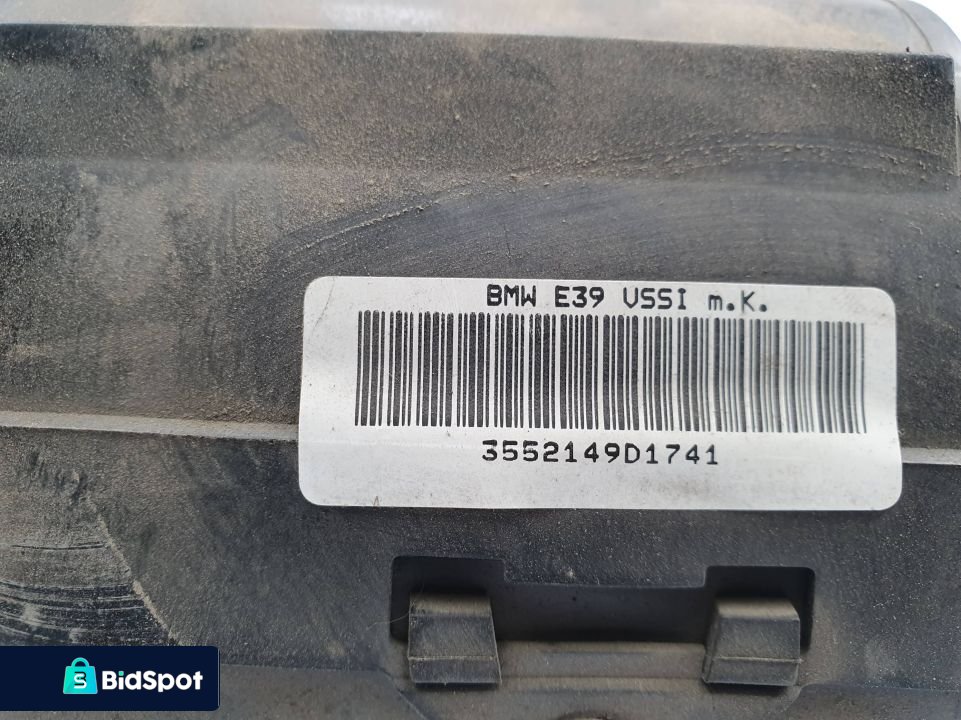 BMW E39 VSSI m.K.
3552149D1741
BidSpot